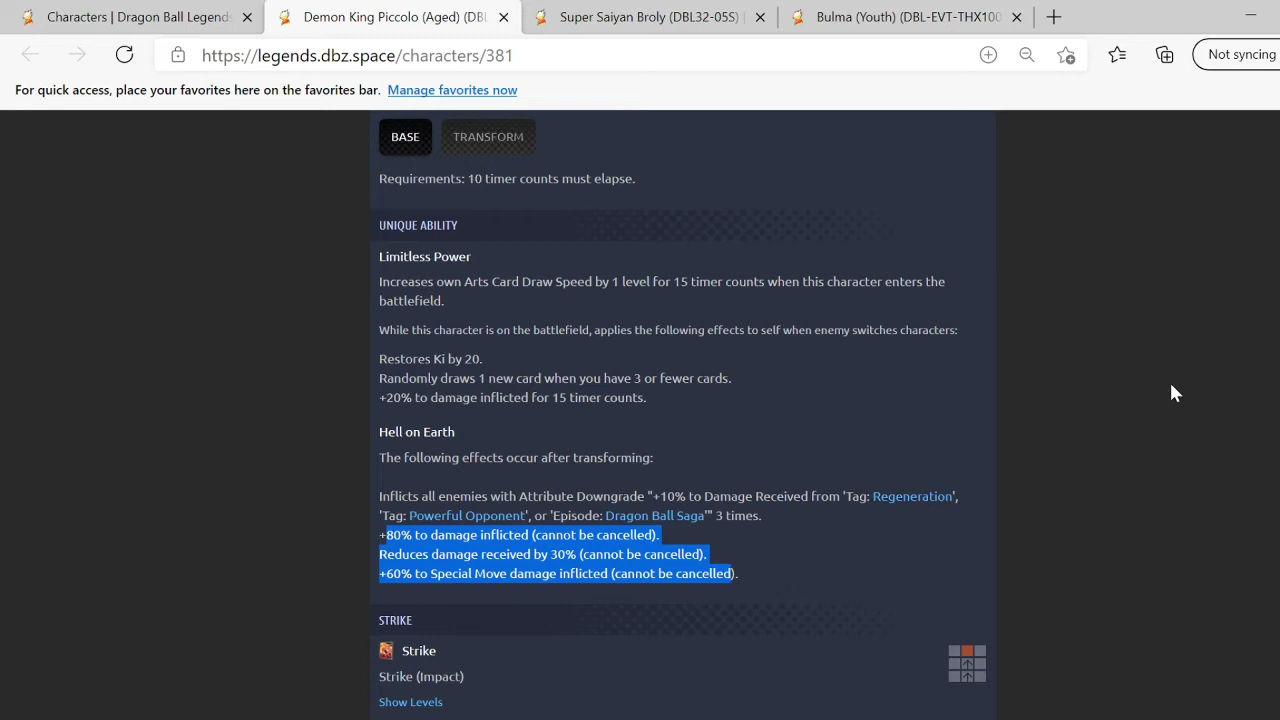 Characters | Dragon Ball Legends
Demon King Piccolo (Aged) (DBL
Super Saiyan Broly (DBL32-05S) |
Bulma (Youth) (DBL-EVT-THX100
https://legends.dbz.space/characters/381
Not syncing
For quick access, place your favorites here on the favorites bar. Manage favorites now
BASE
TRANSFORM
Requirements: 10 timer counts must elapse.
UNIQUE ABILITY
Limitless Power
Increases own Arts Card Draw Speed by 1 level for 15 timer counts when this character enters the
battlefield.
While this character is on the battlefield, applies the following effects to self when enemy switches characters:
Restores Ki by 20.
Randomly draws 1 new card when you have 3 or fewer cards.
+20% to damage inflicted for 15 timer counts.
Hell on Earth
The following effects occur after transforming:
Inflicts all enemies with Attribute Downgrade "+10% to Damage Received from 'Tag: Regeneration',
'Tag: Powerful Opponent', or 'Episode: Dragon Ball Saga'" 3 times.
+80% to damage inflicted (cannot be cancelled).
Reduces damage received by 30% (cannot be cancelled).
+60% to Special Move damage inflicted (cannot be cancelled).
STRIKE
Strike
Strike (Impact)
Show Levels